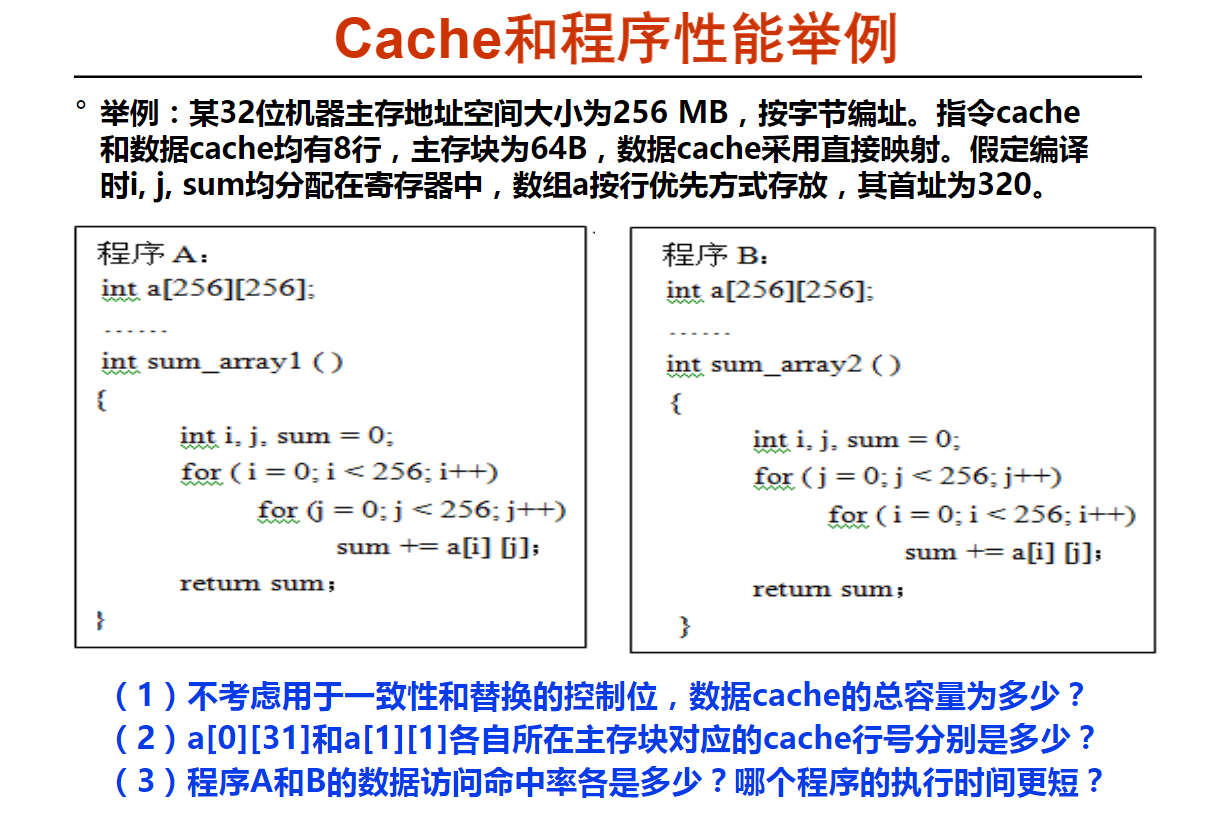 Cache和程序性能举例
° 举例：某32位机器主存地址空间大小为256 MB，按字节编址。指令cache
和数据cache均有8行，主存块为64B，数据cache采用直接映射。假定编译
时i, j, sum均分配在寄存器中，数组a按行优先方式存放，其首址为320。
程序 A：
int a[256][256];
......
int sum_array1 ( )
{
int i, j, sum = 0;
for ( i = 0; i < 256; i++)
for (j = 0; j < 256; j++)
sum += a[i] [j];
return sum;
}
程序 B：
int a[256][256];
......
int sum_array2 ( )
{
int i, j, sum = 0;
for ( j = 0; j < 256; j++)
for ( i = 0; i < 256; i++)
sum += a[i] [j];
return sum;
}
（1）不考虑用于一致性和替换的控制位，数据cache的总容量为多少？
（2）a[0][31]和a[1][1]各自所在主存块对应的cache行号分别是多少？
（3）程序A和B的数据访问命中率各是多少？哪个程序的执行时间更短？